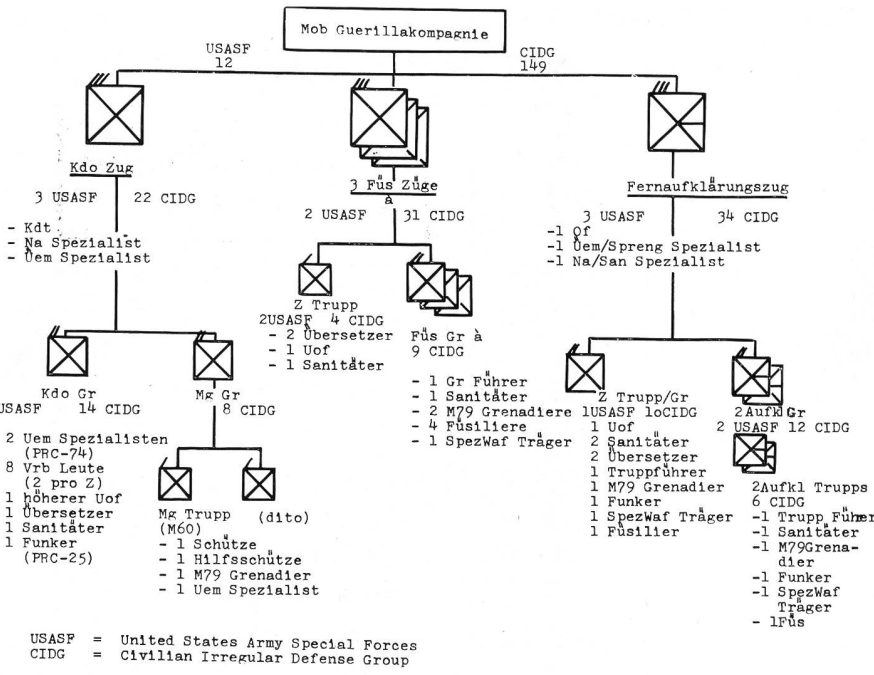 Mob Guerillakompagnie
USASF
12
CIDG
149
Kdo Zug
3 USASF 22 CIDG
- Kdt
- Na Spezialist
- Üem Spezialist
3 Füs Züge
à
2 USASF 31 CIDG
Fernaufklärungszug
3 USASF 34 CIDG
-1 Of
-1 Üem/Spreng Spezialist
-1 Na/San Spezialist
Z Trupp
2USASF 4 CIDG
- 2 Übersetzer
- 1 Uof
- 1 Sanitäter
Füs Gr à
9 CIDG
- 1 Gr Führer
- 1 Sanitäter
- 2 M79 Grenadiere
- 4 Füsiliere
- 1 SpezWaf Träger
Kdo Gr
USASF 14 CIDG
2 Uem Spezialisten
(PRC-74)
8 Vrb Leute
(2 pro Z)
1 höherer Uof
1 Übersetzer
1 Sanitäter
1 Funker
(PRC-25)
Mg Gr
8 CIDG
Mg Trupp
(M60)
- 1 Schütze
- 1 Hilfsschütze
- 1 M79 Grenadier
- 1 Uem Spezialist
(dito)
Z Trupp/Gr
1USASF 1oCIDG
1 Uof
2 Sanitäter
2 Übersetzer
1 Truppführer
1 M79 Grenadier
1 Funker
1 SpezWaf Träger
1 Füsilier
2Aufkl Gr
2 USASF 12 CIDG
2Aufkl Trupps
6 CIDG
-1 Trupp Führer
-1 Sanitäter
-1 M79Grena-
dier
-1 Funker
-1 SpezWaf
Träger
- 1Füs
USASF = United States Army Special Forces
CIDG = Civilian Irregular Defense Group